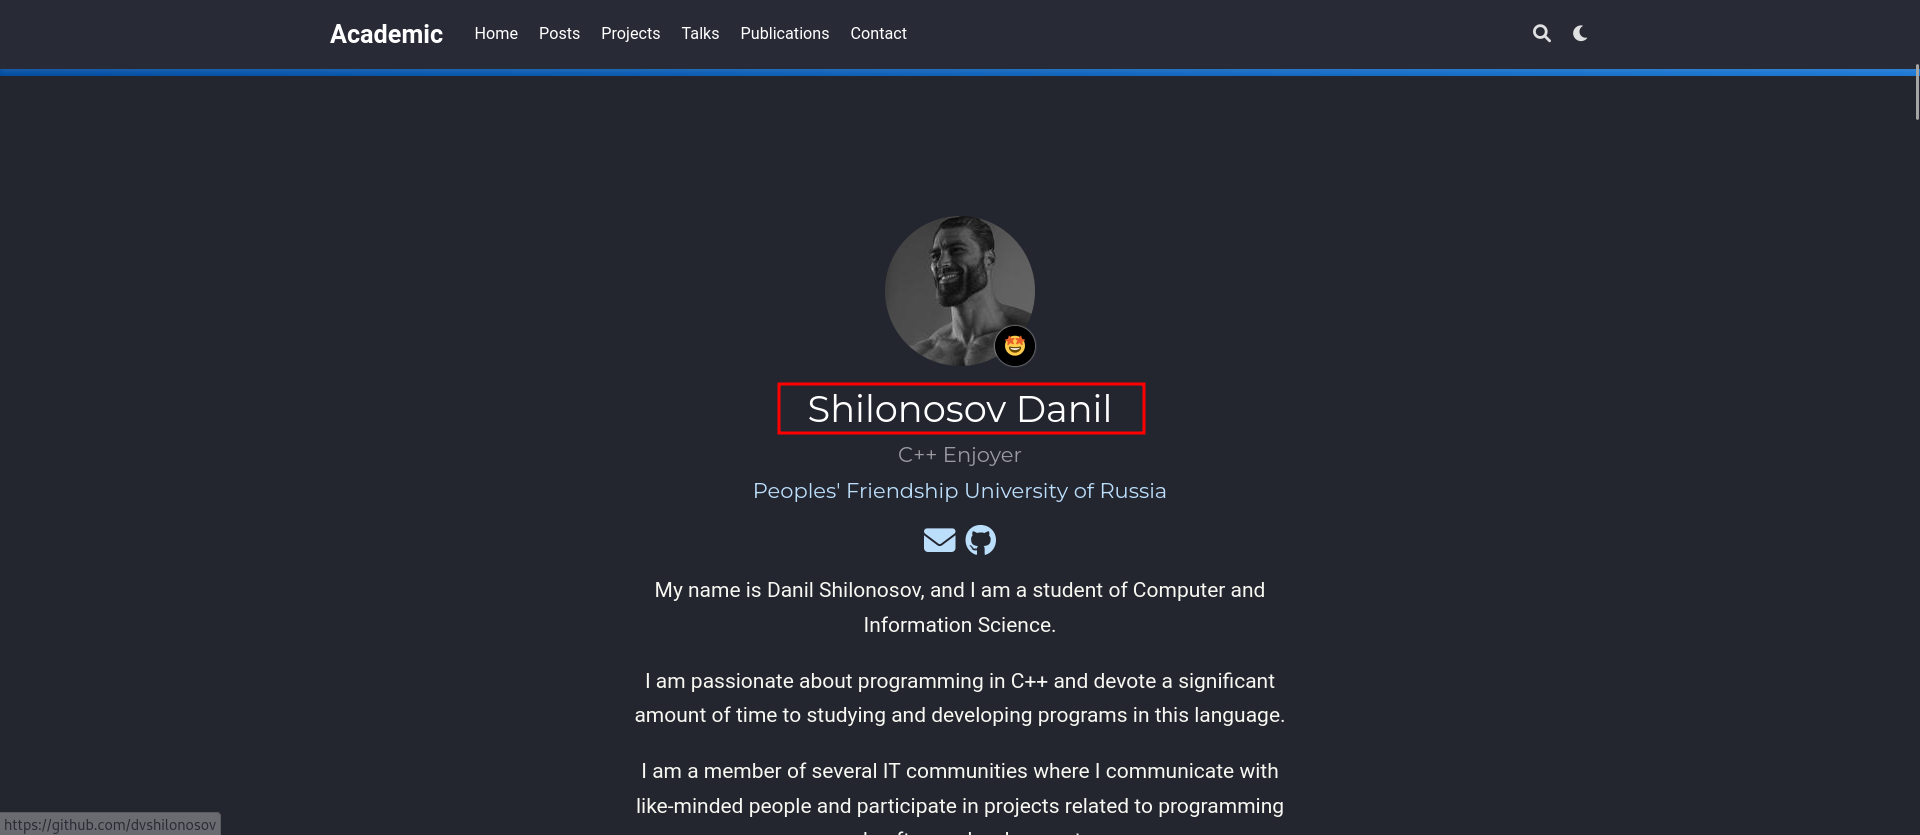 Academic Home Posts Projects Talks Publications Contact
Shilonosov Danil
C++ Enjoyer
Peoples' Friendship University of Russia
My name is Danil Shilonosov, and I am a student of Computer and
Information Science.
I am passionate about programming in C++ and devote a significant
amount of time to studying and developing programs in this language.
I am a member of several IT communities where I communicate with
like-minded people and participate in projects related to programming
https://github.com/dvshilonosov